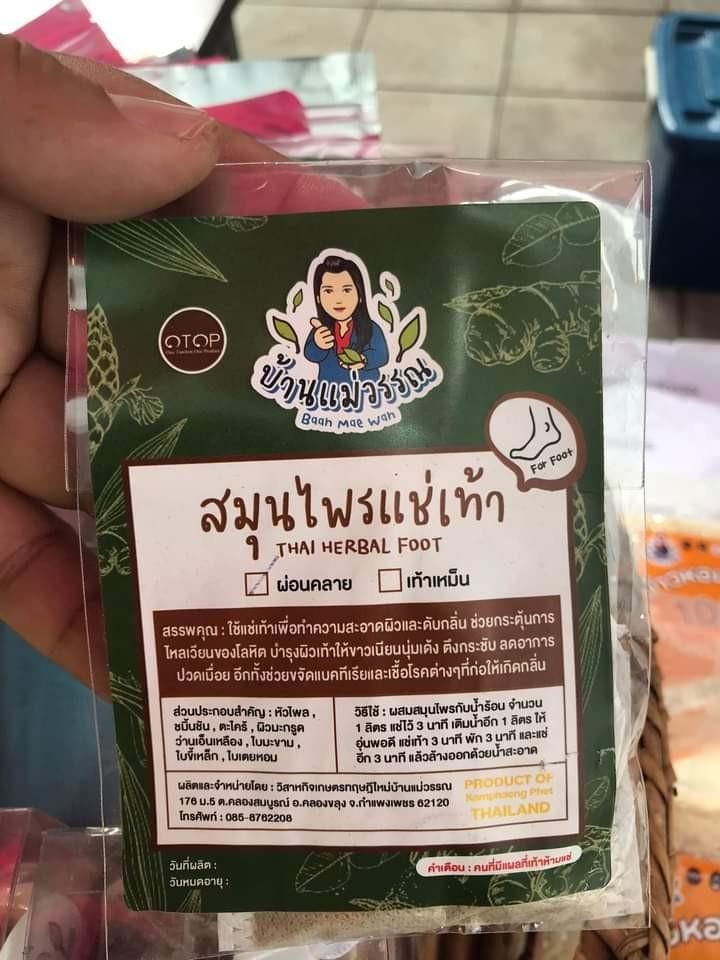 OTOP
One Tambon One Product
บ้านแม่วรรณ
Baan Mae Wan
For Foot
สมุนไพรแช่เท้า
THAI HERBAL FOOT
ผ่อนคลาย เท้าเหม็น
สรรพคุณ : ใช้แช่เท้าเพื่อทำความสะอาดผิวและดับกลิ่น ช่วยกระตุ้นการ
ไหลเวียนของโลหิต บำรุงผิวเท้าให้ขาวเนียนนุ่มเด้ง ตึงกระชับ ลดอาการ
ปวดเมื่อย อีกทั้งช่วยขจัดแบคทีเรียและเชื้อโรคต่างๆที่ก่อให้เกิดกลิ่น
ส่วนประกอบสำคัญ : หัวไพล ,
ขมิ้นชัน , ตะไคร้ , ผิวมะกรูด
ว่านเอ็นเหลือง , ใบมะขาม ,
ใบขี้เหล็ก , ใบเตยหอม
วิธีใช้ : ผสมสมุนไพรกับน้ำร้อน จำนวน
1 ลิตร แช่ไว้ 3 นาที เติมน้ำอีก 1 ลิตร ให้
อุ่นพอดี แช่เท้า 3 นาที พัก 3 นาที และแช่
อีก 3 นาที แล้วล้างออกด้วยน้ำสะอาด
ผลิตและจำหน่ายโดย : วิสาหกิจเกษตรทฤษฎีใหม่บ้านแม่วรรณ
176 ม.5 ต.คลองสมบูรณ์ อ.คลองขลุง จ.กำแพงเพชร 62120
โทรศัพท์ : 085-8762208
PRODUCT OF
Kamphaeng Phet
THAILAND
วันที่ผลิต :
วันหมดอายุ :
คำเตือน : คนที่มีแผลที่เท้าห้ามแช่